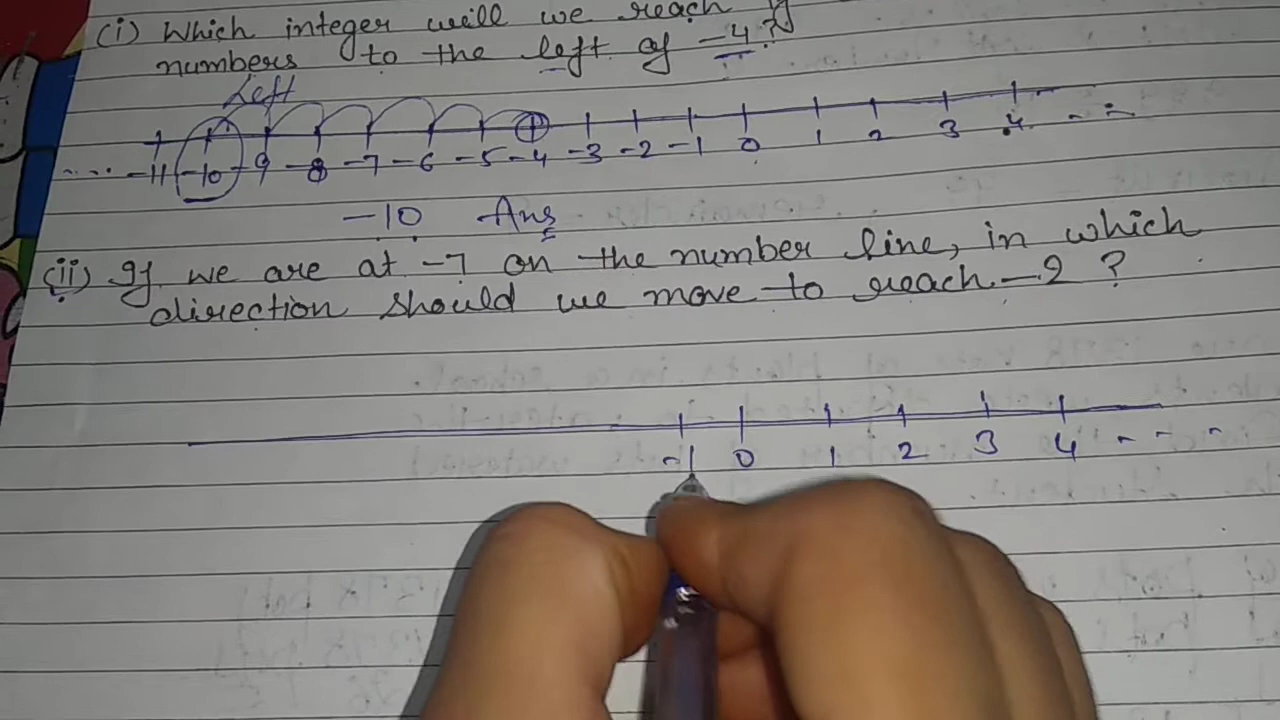 (i) Which integer will we reach if
numbers to the left of -4?
Left
.... -11 -10 -9 -8 -7 -6 -5 -4 -3 -2 -1 0 1 2 3 4 - ..
-10 Ans
(ii) If we are at -7 on the number line, in which
direction should we move to reach -2 ?
-1 0 1 2 3 4 - - -